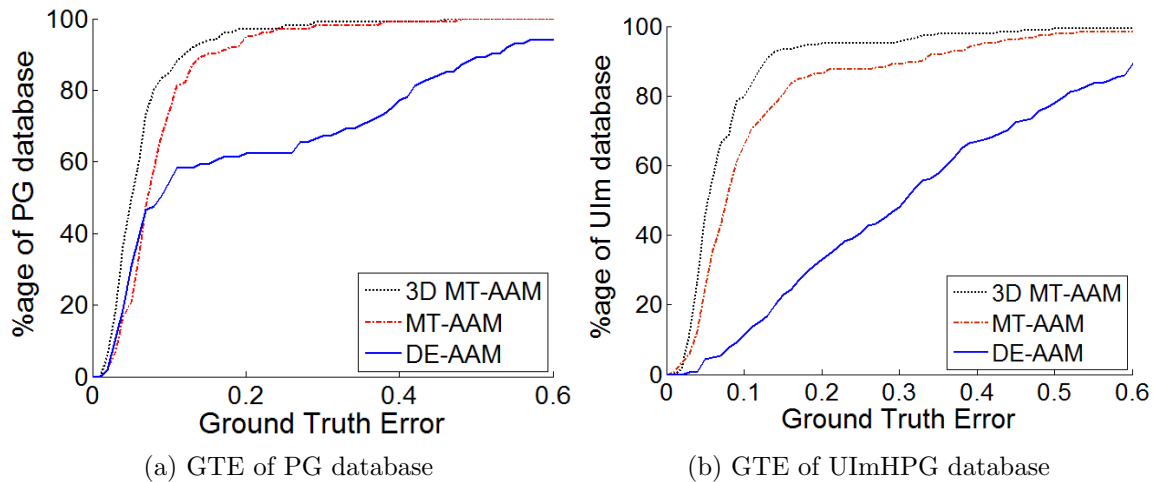 100
80
60
40
20
0
%age of PG database
0
0.2
0.4
0.6
Ground Truth Error
3D MT-AAM
MT-AAM
DE-AAM
(a) GTE of PG database
100
80
60
40
20
0
%age of UIm database
0
0.1
0.2
0.3
0.4
0.5
0.6
Ground Truth Error
3D MT-AAM
MT-AAM
DE-AAM
(b) GTE of UImHPG database